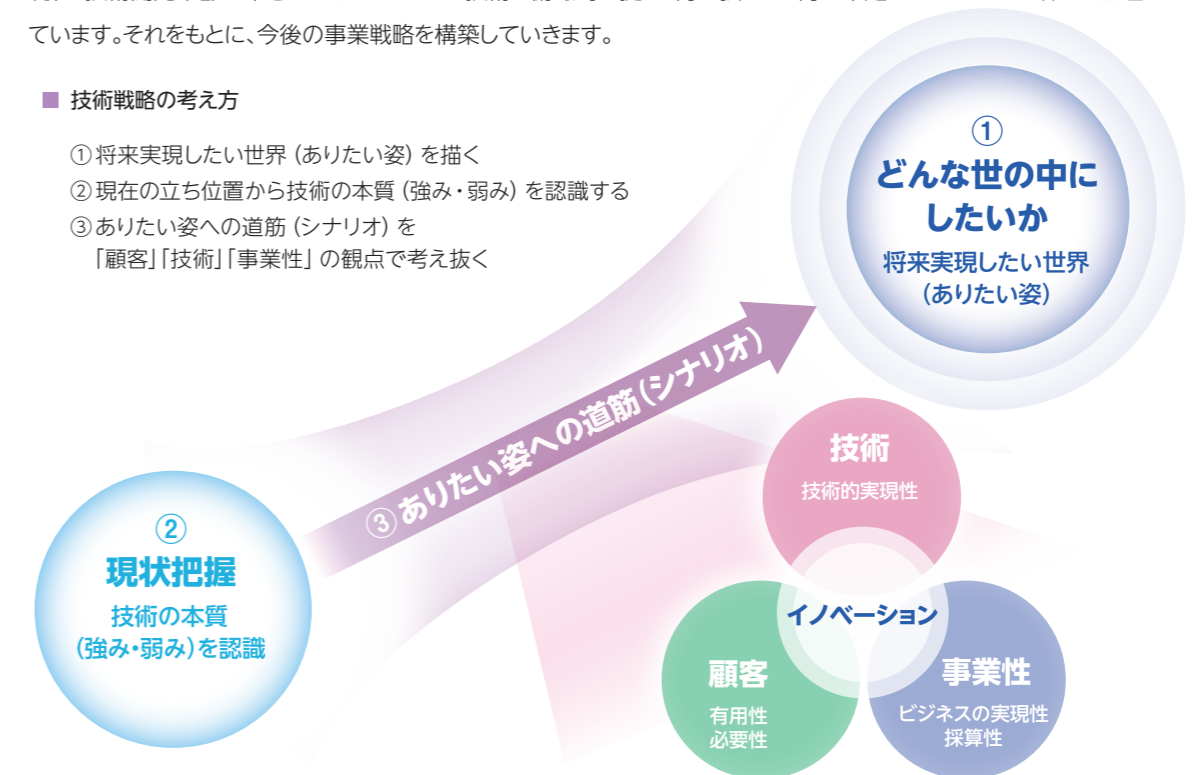 ています。それをもとに、今後の事業戦略を構築していきます。
■ 技術戦略の考え方
①将来実現したい世界（ありたい姿）を描く
②現在の立ち位置から技術の本質（強み・弱み）を認識する
③ありたい姿への道筋（シナリオ）を
「顧客」「技術」「事業性」の観点で考え抜く
①
どんな世の中に
したいか
将来実現したい世界
（ありたい姿）
③ありたい姿への道筋（シナリオ）
②
現状把握
技術の本質
（強み・弱み）を認識
技術
技術的実現性
イノベーション
顧客
有用性
必要性
事業性
ビジネスの実現性
採算性